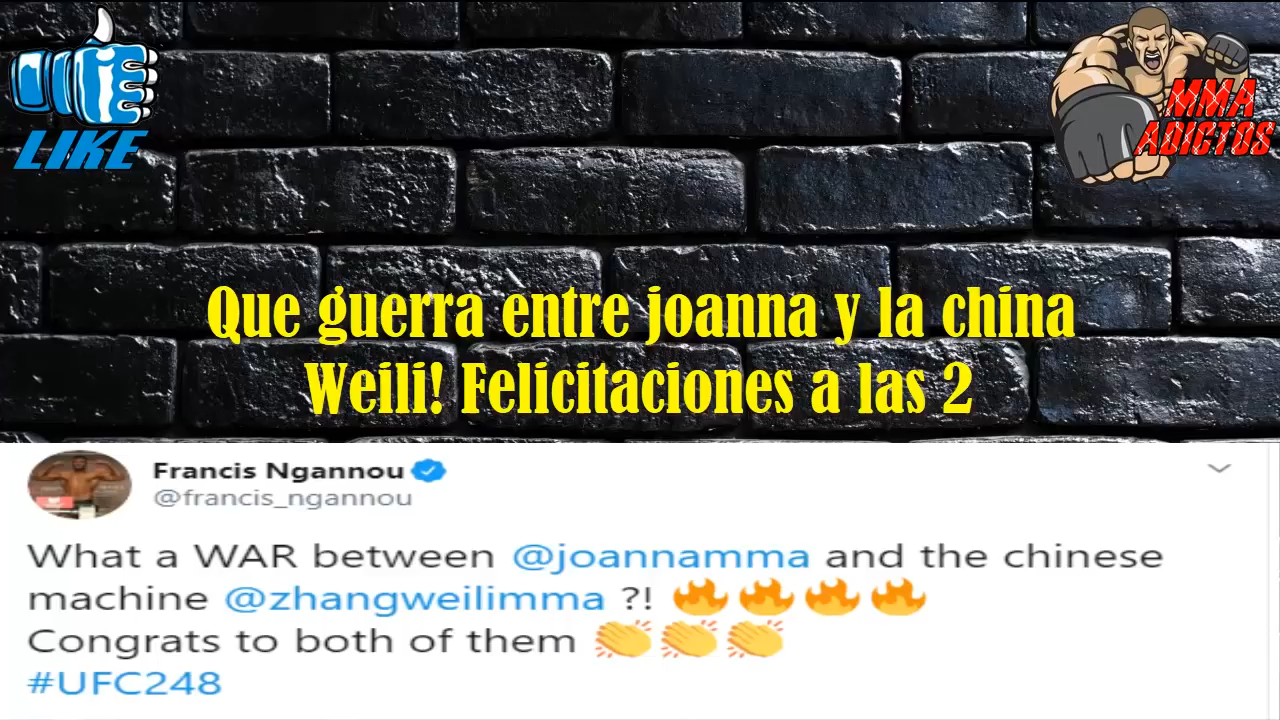 LIKE
MMA
ADICTOS
Que guerra entre joanna y la china
Weili! Felicitaciones a las 2
Francis Ngannou
@francis_ngannou
What a WAR between @joannamma and the chinese
machine @zhangweilimma ?! 🔥🔥🔥🔥
Congrats to both of them 👏👏👏
#UFC248